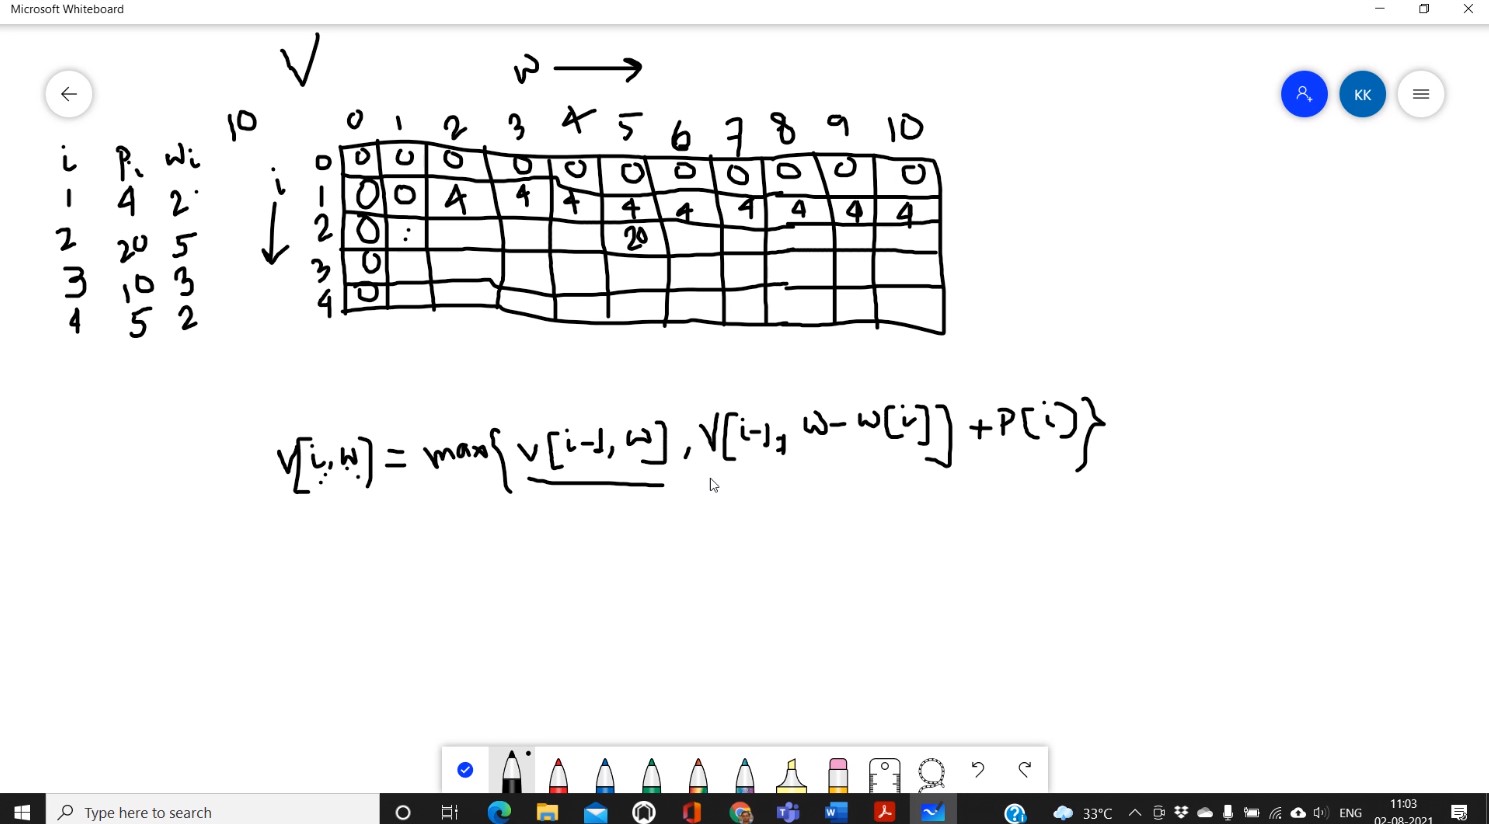 Microsoft Whiteboard
V
w
KK
10
0 1 2 3 4 5 6 7 8 9 10
i Pi Wi
0 0 0 0 0 0 0 0 0 0 0 0
1 4 2 i 1 0 0 4 4 4 4 4 4 4 4 4
2 20 5 2 0 : 20
3 10 3 3 0
4 5 2 4 0
V[i, w] = max{ V[i-1, w], V[i-1, w - w[i]] + P[i] }
Type here to search
33°C ENG 11:03
02-08-2021